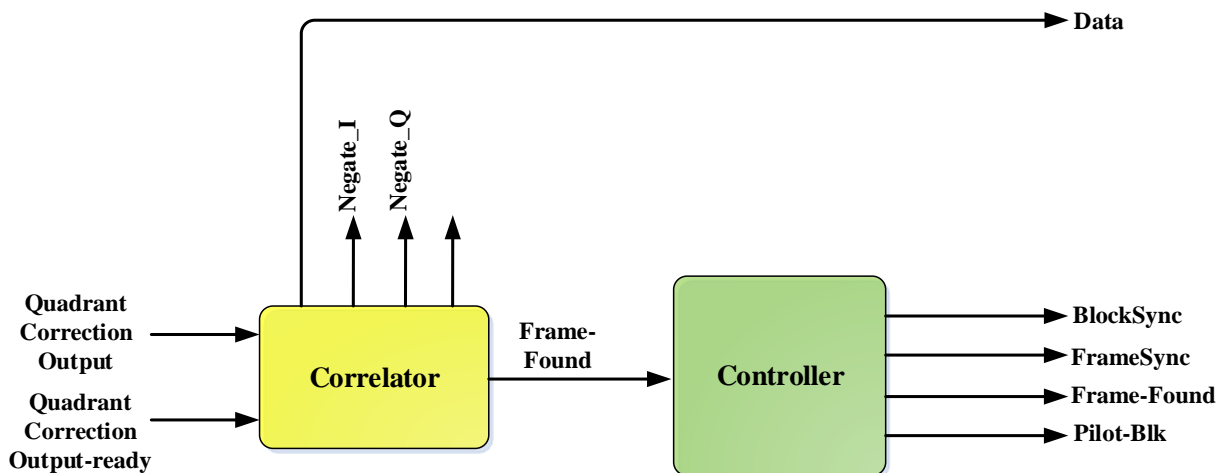 Data
Negate_I
Negate_Q
Quadrant
Correction
Output
Quadrant
Correction
Output-ready
Correlator
Frame-
Found
Controller
BlockSync
FrameSync
Frame-Found
Pilot-Blk